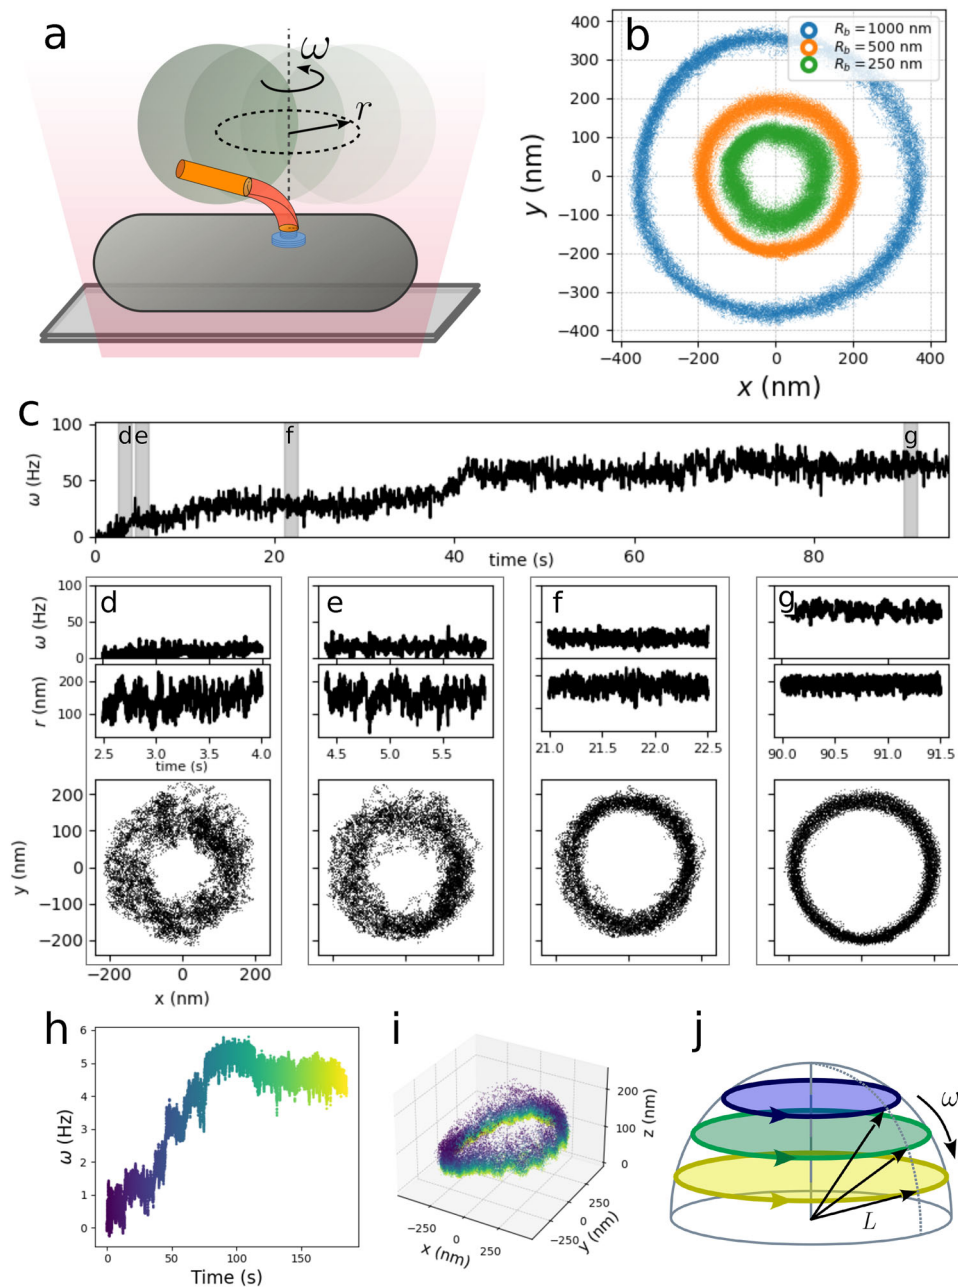 a
ω
r
b
R_b = 1000 nm
R_b = 500 nm
R_b = 250 nm
400
300
200
100
0
−100
−200
−300
−400
y (nm)
−400 −200 0 200 400
x (nm)
c
100
50
0
ω (Hz)
d e f g
0 20 40 60 80
time (s)
d
100
50
0
ω (Hz)
200
100
r (nm)
2.5 3.0 3.5 4.0
time (s)
200
100
0
−100
−200
y (nm)
−200 0 200
x (nm)
e
4.5 5.0 5.5
f
21.0 21.5 22.0 22.5
g
90.0 90.5 91.0 91.5
h
6
5
4
3
2
1
0
ω (Hz)
0 50 100 150
Time (s)
i
200
100
0
z (nm)
−250 0 250
x (nm)
−250 0 250
y (nm)
j
ω
L